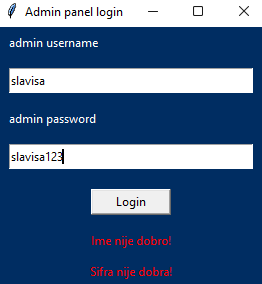 Admin panel login
admin username
slavisa
admin password
slavisa123
Login
Ime nije dobro!
Sifra nije dobra!